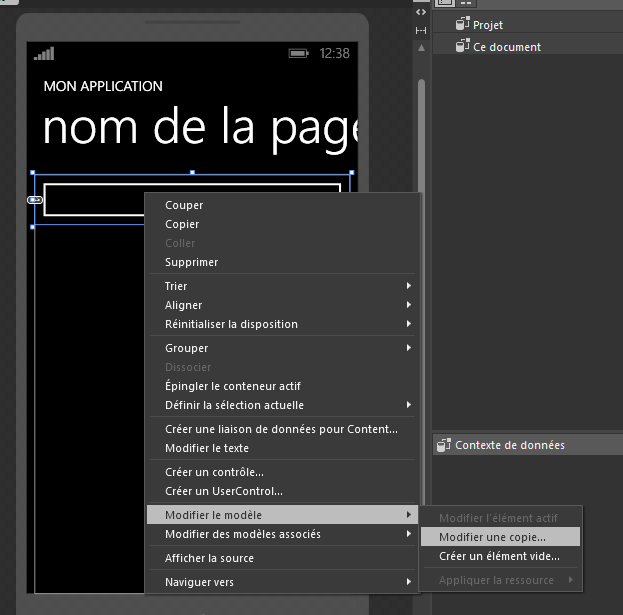 12:38
MON APPLICATION
nom de la page
Projet
Ce document
Couper
Copier
Coller
Supprimer
Trier
Aligner
Réinitialiser la disposition
Grouper
Dissocier
Épingler le conteneur actif
Définir la sélection actuelle
Créer une liaison de données pour Content...
Modifier le texte
Créer un contrôle...
Créer un UserControl...
Modifier le modèle
Modifier des modèles associés
Afficher la source
Naviguer vers
Contexte de données
Modifier l'élément actif
Modifier une copie...
Créer un élément vide...
Appliquer la ressource